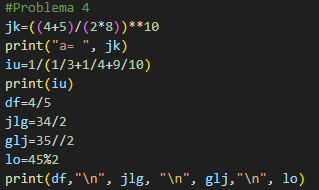 #Problema 4
jk=((4+5)/(2*8))**10
print("a= ", jk)
iu=1/(1/3+1/4+9/10)
print(iu)
df=4/5
jlg=34/2
glj=35//2
lo=45%2
print(df,"\n", jlg, "\n", glj,"\n", lo)